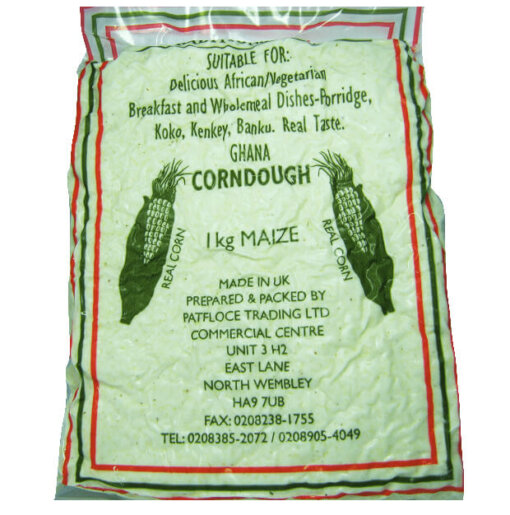 SUITABLE FOR:
Delicious African/Vegetarian
Breakfast and Wholemeal Dishes-Porridge,
Koko, Kenkey, Banku. Real Taste.
GHANA
CORNDOUGH
REAL CORN
1kg MAIZE
REAL CORN
MADE IN UK
PREPARED & PACKED BY
PATFLOCE TRADING LTD
COMMERCIAL CENTRE
UNIT 3 H2
EAST LANE
NORTH WEMBLEY
HA9 7UB
FAX: 0208238-1755
TEL: 0208385-2072 / 0208905-4049